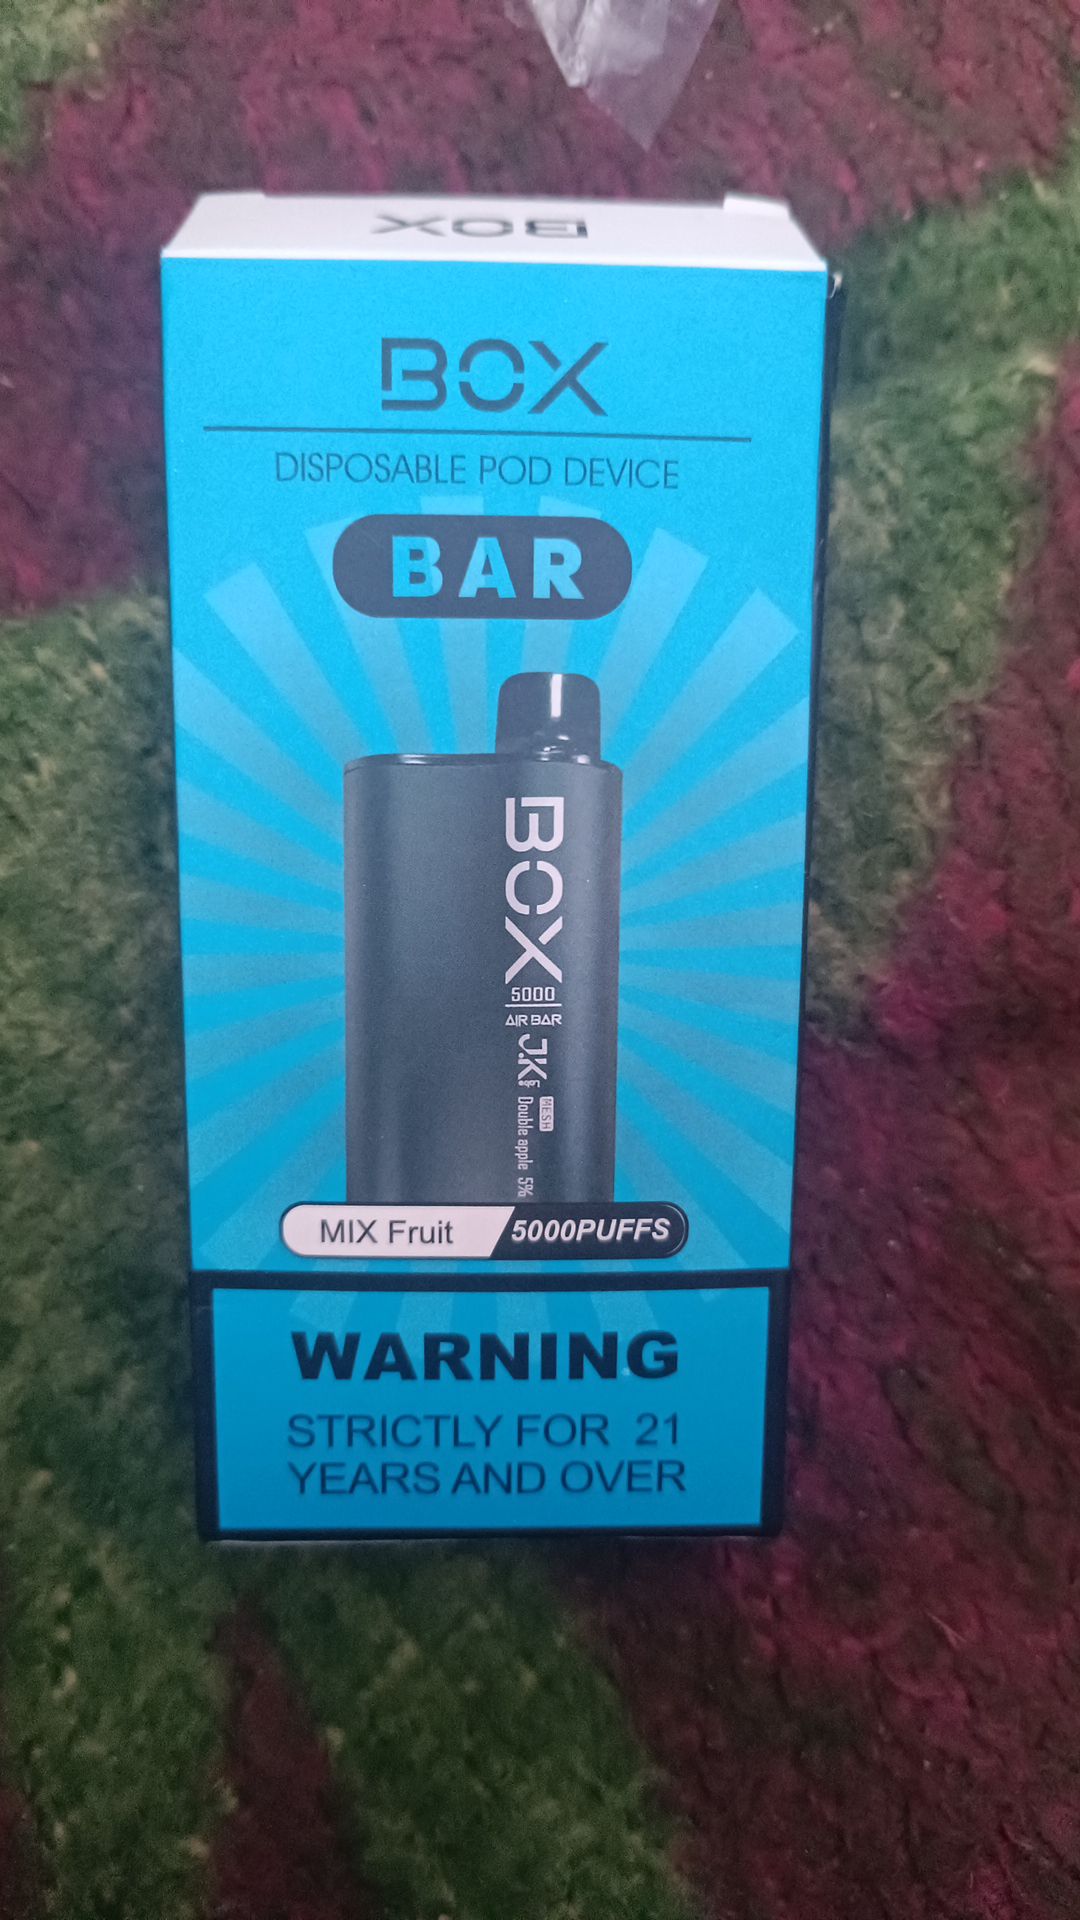 BOX
BOX
DISPOSABLE POD DEVICE
BAR
BOX
5000
AIR BAR
J.K.
Labs
MESH
Double apple 5%
MIX Fruit 5000PUFFS
WARNING
STRICTLY FOR 21
YEARS AND OVER